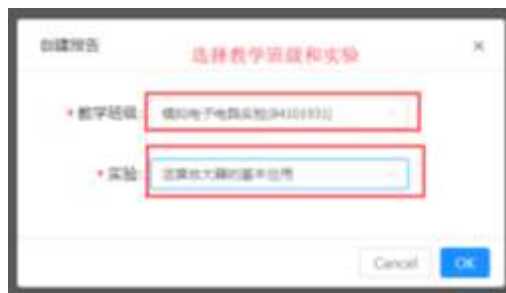 创建报告
选择教学班级和实验
* 教学班级:
模拟电子电路实验(94101931)
* 实验:
运算放大器的基本应用
Cancel
OK